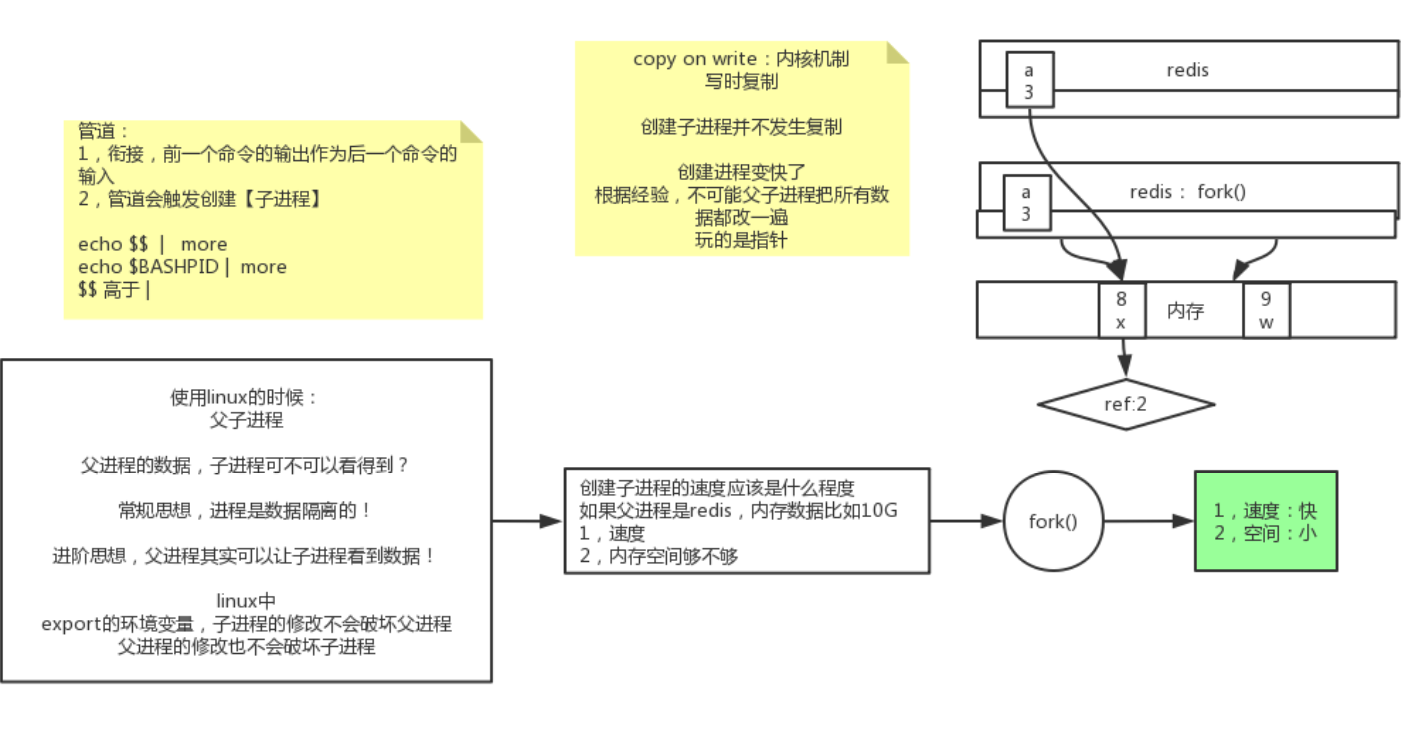 管道：
1，衔接，前一个命令的输出作为后一个命令的
输入
2，管道会触发创建【子进程】
echo $$ | more
echo $BASHPID | more
$$ 高于 |
copy on write：内核机制
写时复制
创建子进程并不发生复制
创建进程变快了
根据经验，不可能父子进程把所有数
据都改一遍
玩的是指针
redis
a
3
redis： fork()
a
3
8
x
内存
9
w
ref:2
使用linux的时候：
父子进程
父进程的数据，子进程可不可以看得到？
常规思想，进程是数据隔离的！
进阶思想，父进程其实可以让子进程看到数据！
linux中
export的环境变量，子进程的修改不会破坏父进程
父进程的修改也不会破坏子进程
创建子进程的速度应该是什么程度
如果父进程是redis，内存数据比如10G
1，速度
2，内存空间够不够
fork()
1，速度：快
2，空间：小